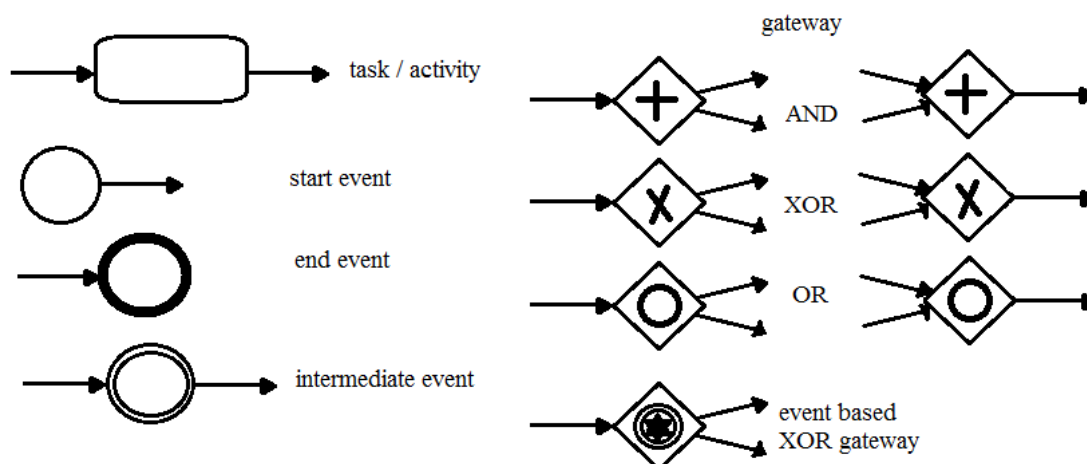 task / activity
start event
end event
intermediate event
gateway
AND
XOR
OR
event based
XOR gateway